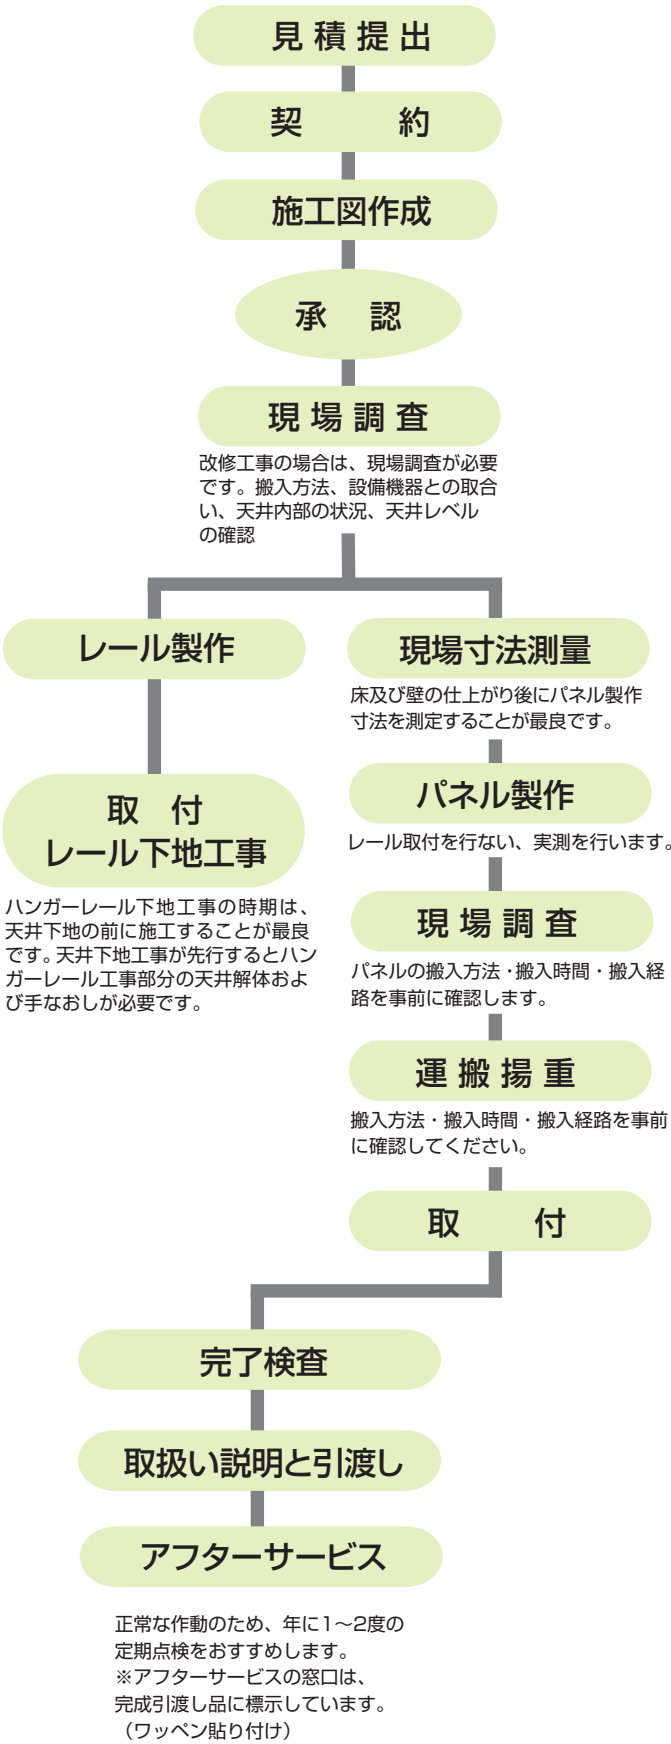 見積提出
契　約
施工図作成
承　認
現場調査
改修工事の場合は、現場調査が必要
です。搬入方法、設備機器との取合
い、天井内部の状況、天井レベル
の確認
レール製作
取　付
レール下地工事
ハンガーレール下地工事の時期は、
天井下地の前に施工することが最良
です。天井下地工事が先行するとハン
ガーレール工事部分の天井解体およ
び手なおしが必要です。
現場寸法測量
床及び壁の仕上がり後にパネル製作
寸法を測定することが最良です。
パネル製作
レール取付を行ない、実測を行います。
現場調査
パネルの搬入方法・搬入時間・搬入経
路を事前に確認します。
運搬揚重
搬入方法・搬入時間・搬入経路を事前
に確認してください。
取　付
完了検査
取扱い説明と引渡し
アフターサービス
正常な作動のため、年に1〜2度の
定期点検をおすすめします。
※アフターサービスの窓口は、
完成引渡し品に標示しています。
（ワッペン貼り付け）